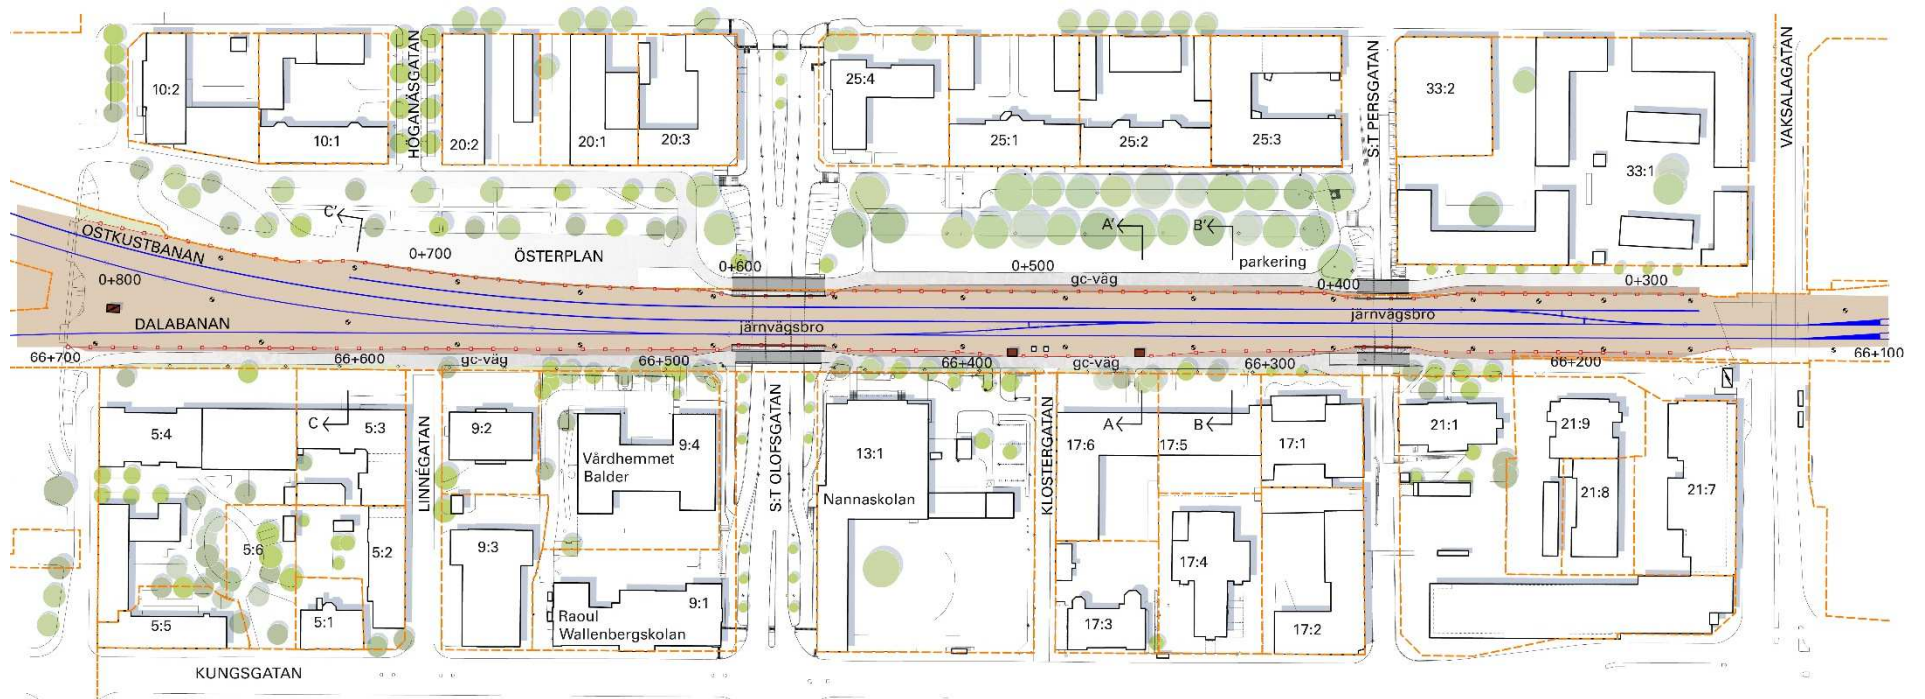 10:2
10:1
HÖGANÄSGATAN
20:2
20:1
20:3
25:4
25:1
25:2
25:3
S:T PERSGATAN
33:2
33:1
VAKSALAGATAN
C'
A'
B'
OSTKUSTBANAN
0+800
0+700
ÖSTERPLAN
0+600
0+500
gc-väg
parkering
0+400
0+300
DALABANAN
järnvägsbro
järnvägsbro
66+700
66+600
gc-väg
66+500
66+400
gc-väg
66+300
66+200
66+100
5:4
C
5:3
LINNÉGATAN
9:2
9:4
Vårdhemmet
Balder
S:T OLOFSGATAN
13:1
Nannaskolan
KLOSTERGATAN
17:6
A
17:5
B
17:1
21:1
21:9
21:8
21:7
5:6
5:2
9:3
17:4
5:5
5:1
Raoul
Wallenbergskolan
9:1
17:3
17:2
KUNGSGATAN